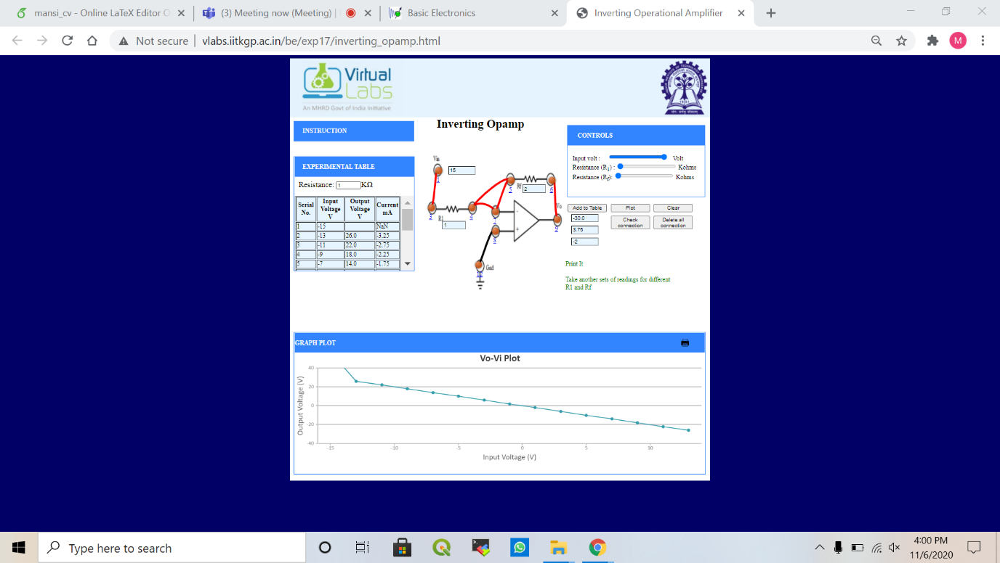 mansi_cv - Online LaTeX Editor O
(3) Meeting now (Meeting) |
Basic Electronics
Inverting Operational Amplifier
Not secure | vlabs.iitkgp.ac.in/be/exp17/inverting_opamp.html
M
Virtual
Labs
An MHRD Govt of India Initiative
Inverting Opamp
INSTRUCTION
EXPERIMENTAL TABLE
Resistance: 1 KΩ
Serial No. Input Voltage V Output Voltage V Current mA
1 -15 NaN
2 -13 26.0 -3.25
3 -11 22.0 -2.75
4 -9 18.0 -2.25
5 -7 14.0 -1.75
Vin
15
1
3
R1
1
4
5
Rf
2
6
-
+
8
Vo
9
Gnd
CONTROLS
Input volt : Volt
Resistance (R1) : Kohms
Resistance (Rf): Kohms
Add to Table Plot Clear
-30.0
Check connection
Delete all connection
3.75
-2
Print It
Take another sets of readings for different
R1 and Rf
GRAPH PLOT
Vo-Vi Plot
Output Voltage (V)
40
20
0
-20
-40
-15 -10 -5 0 5 10
Input Voltage (V)
Type here to search
4:00 PM
11/6/2020